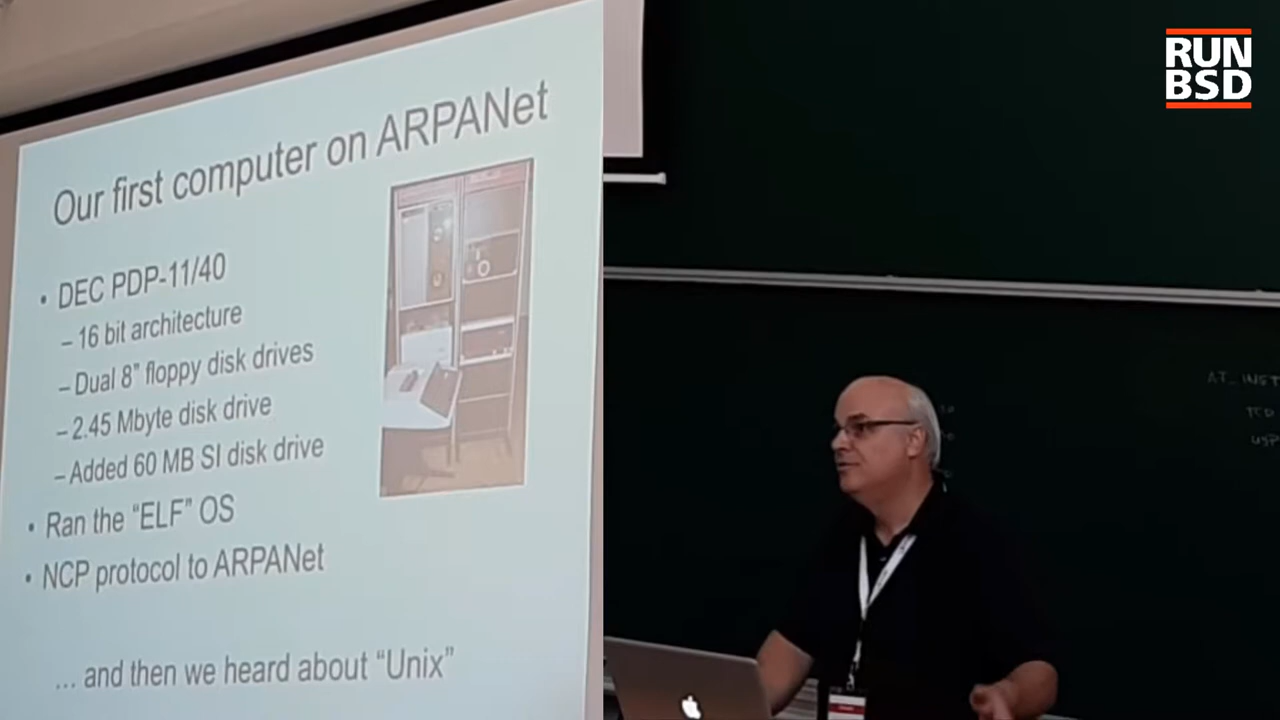 Our first computer on ARPANet
• DEC PDP-11/40
– 16 bit architecture
– Dual 8” floppy disk drives
– 2.45 Mbyte disk drive
– Added 60 MB SI disk drive
• Ran the “ELF” OS
• NCP protocol to ARPANet
... and then we heard about “Unix”
RUN
BSD